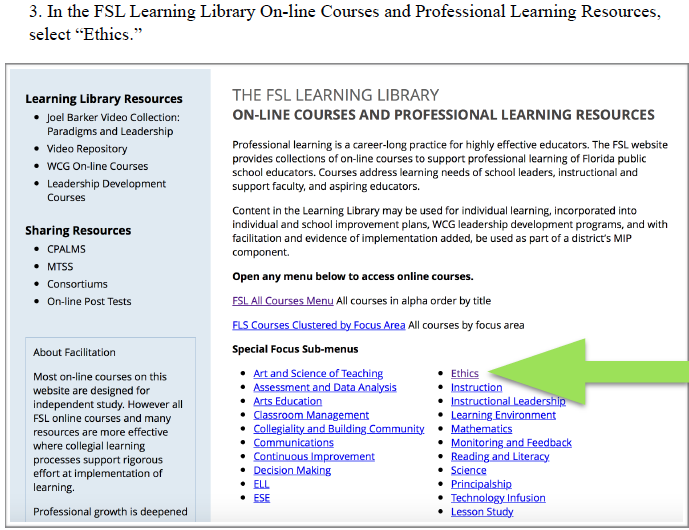 3. In the FSL Learning Library On-line Courses and Professional Learning Resources,
select “Ethics.”
Learning Library Resources
• Joel Barker Video Collection:
Paradigms and Leadership
• Video Repository
• WCG On-line Courses
• Leadership Development
Courses
Sharing Resources
• CPALMS
• MTSS
• Consortiums
• On-line Post Tests
About Facilitation
Most on-line courses on this
website are designed for
independent study. However all
FSL online courses and many
resources are more effective
where collegial learning
processes support rigorous
effort at implementation of
learning.
Professional growth is deepened
THE FSL LEARNING LIBRARY
ON-LINE COURSES AND PROFESSIONAL LEARNING RESOURCES
Professional learning is a career-long practice for highly effective educators. The FSL website
provides collections of on-line courses to support professional learning of Florida public
school educators. Courses address learning needs of school leaders, instructional and
support faculty, and aspiring educators.
Content in the Learning Library may be used for individual learning, incorporated into
individual and school improvement plans, WCG leadership development programs, and with
facilitation and evidence of implementation added, be used as part of a district's MIP
component.
Open any menu below to access online courses.
FSL All Courses Menu All courses in alpha order by title
FLS Courses Clustered by Focus Area All courses by focus area
Special Focus Sub-menus
• Art and Science of Teaching
• Assessment and Data Analysis
• Arts Education
• Classroom Management
• Collegiality and Building Community
• Communications
• Continuous Improvement
• Decision Making
• ELL
• ESE
• Ethics
• Instruction
• Instructional Leadership
• Learning Environment
• Mathematics
• Monitoring and Feedback
• Reading and Literacy
• Science
• Principalship
• Technology Infusion
• Lesson Study